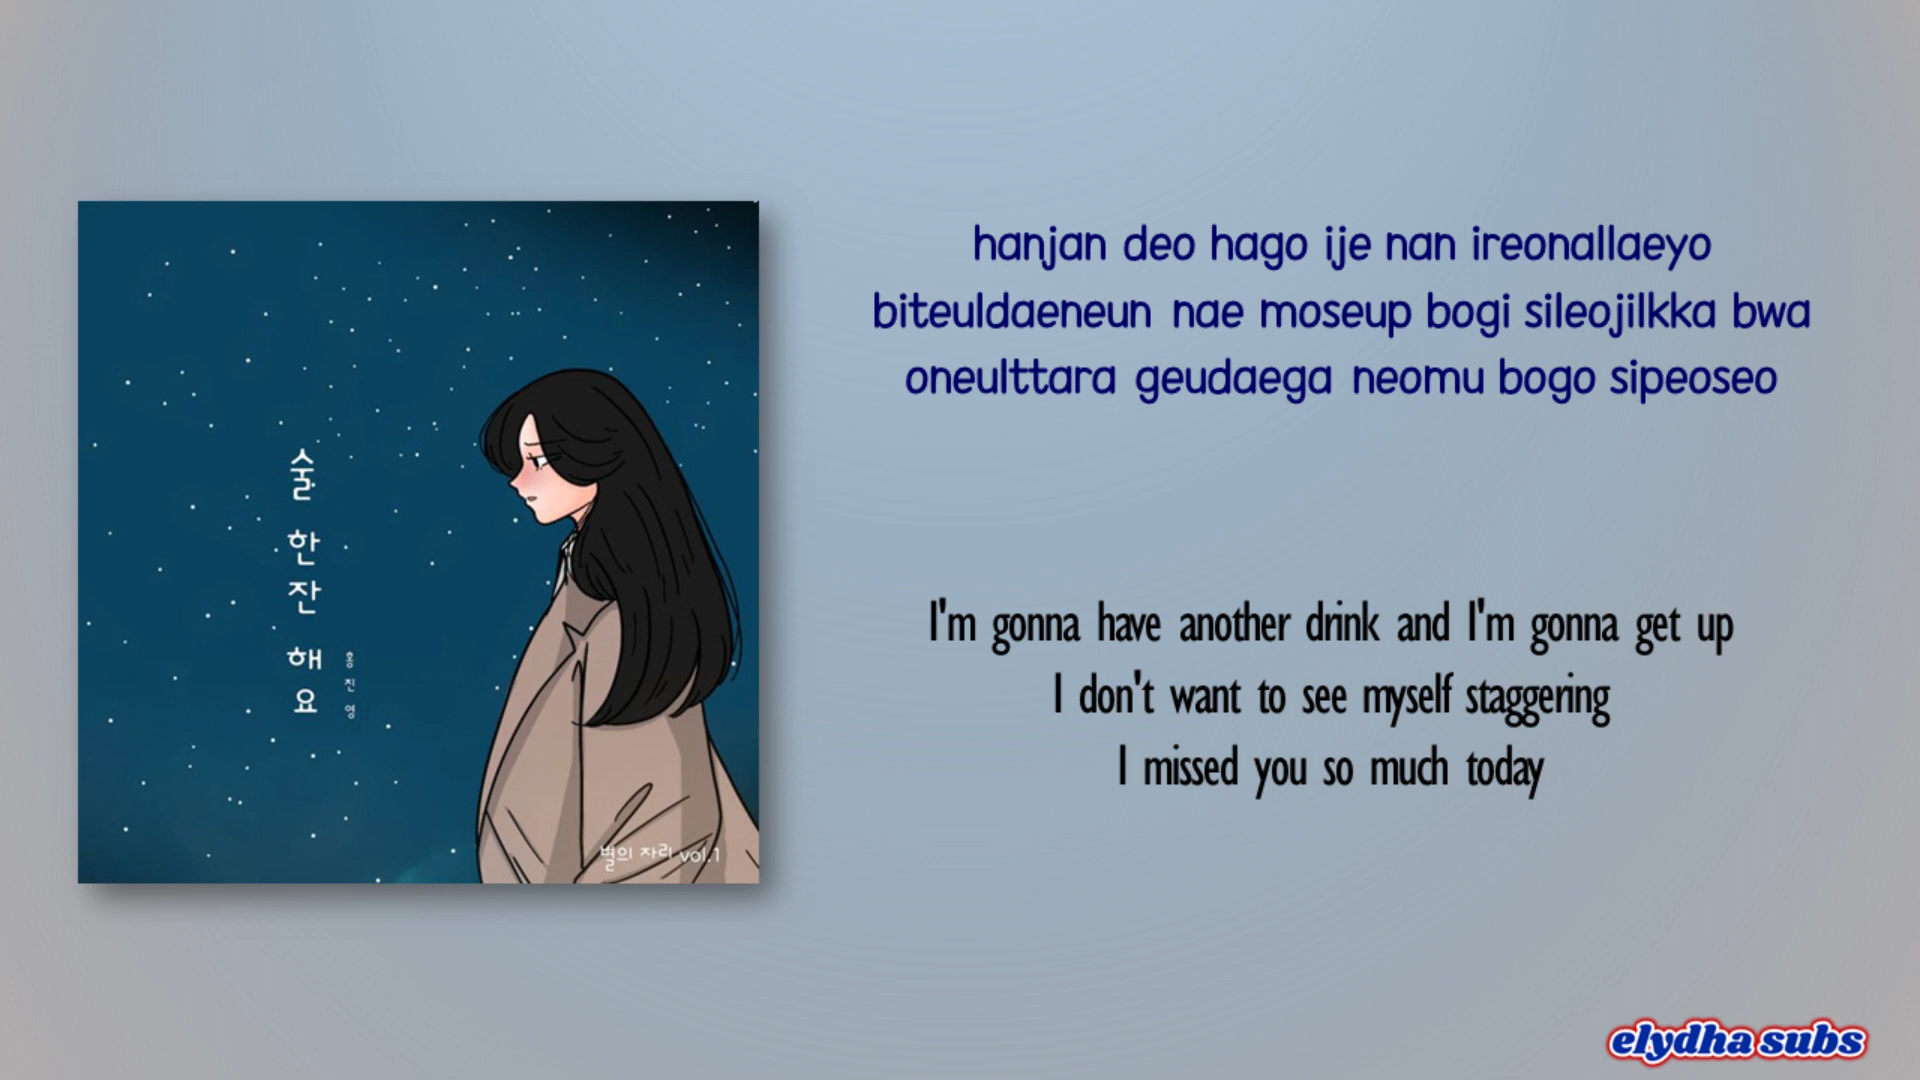 술 한잔 해요
홍진영
별의 자리 vol.1
hanjan deo hago ije nan ireonallaeyo
biteuldaeneun nae moseup bogi sileojilkka bwa
oneulttara geudaega neomu bogo sipeoseo
I'm gonna have another drink and I'm gonna get up
I don't want to see myself staggering
I missed you so much today
elydha subs